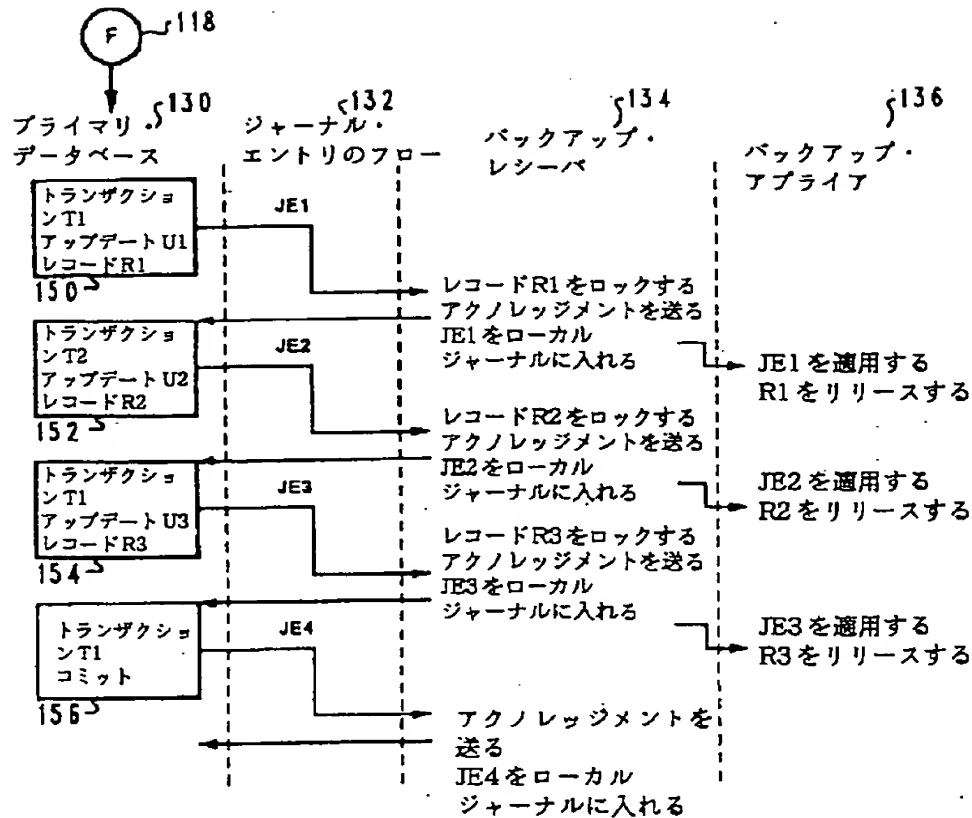 F
118
プライマリ・
データベース
130
ジャーナル・
エントリのフロー
132
バックアップ・
レシーバ
134
バックアップ・
アプライア
136
トランザクショ
ンT1
アップデートU1
レコードR1
150
JE1
レコードR1をロックする
アクノレッジメントを送る
JE1をローカル
ジャーナルに入れる
JE1を適用する
R1をリリースする
トランザクショ
ンT2
アップデートU2
レコードR2
152
JE2
レコードR2をロックする
アクノレッジメントを送る
JE2をローカル
ジャーナルに入れる
JE2を適用する
R2をリリースする
トランザクショ
ンT1
アップデートU3
レコードR3
154
JE3
レコードR3をロックする
アクノレッジメントを送る
JE3をローカル
ジャーナルに入れる
JE3を適用する
R3をリリースする
トランザクショ
ンT1
コミット
156
JE4
アクノレッジメントを
送る
JE4をローカル
ジャーナルに入れる